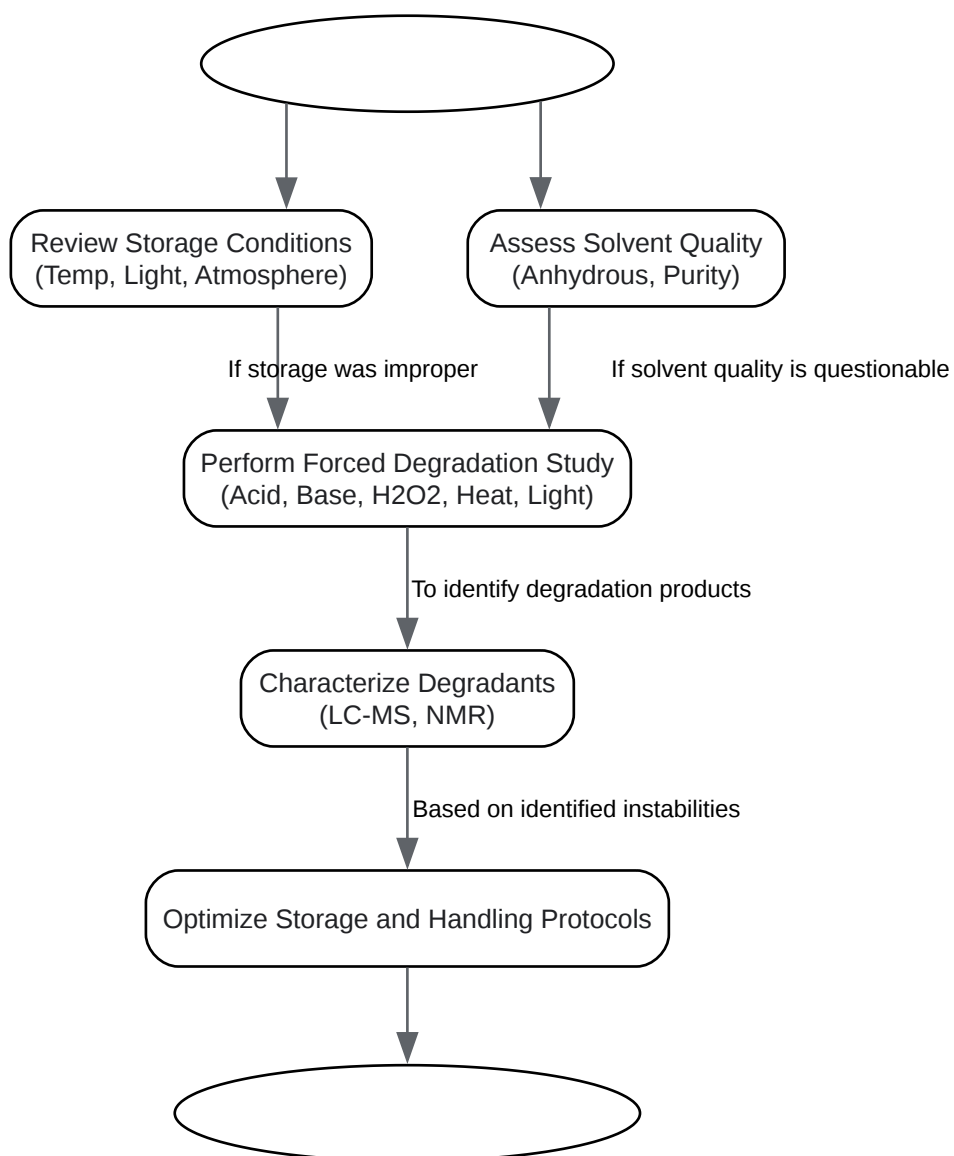 Review Storage Conditions
(Temp, Light, Atmosphere)
Assess Solvent Quality
(Anhydrous, Purity)
If storage was improper
If solvent quality is questionable
Perform Forced Degradation Study
(Acid, Base, H2O2, Heat, Light)
To identify degradation products
Characterize Degradants
(LC-MS, NMR)
Based on identified instabilities
Optimize Storage and Handling Protocols